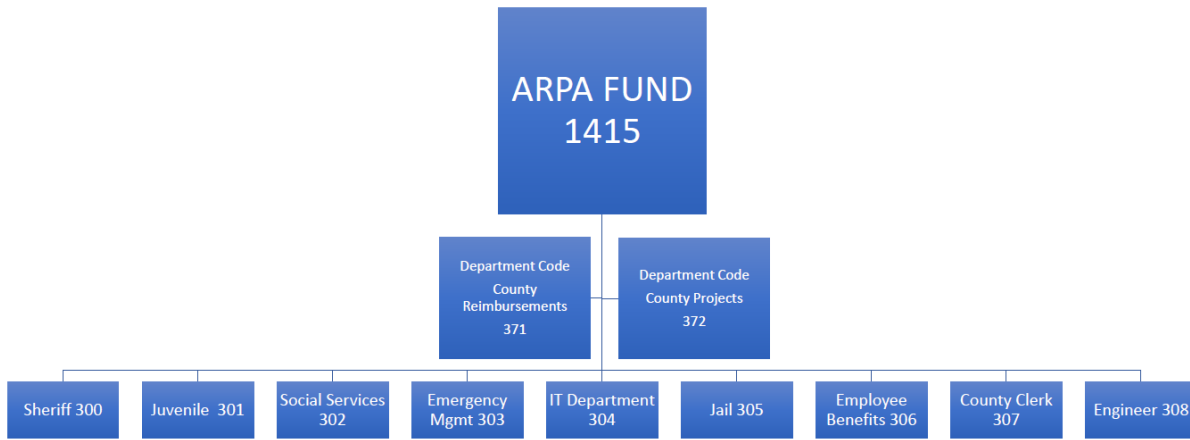 ARPA FUND
1415
Department Code
County
Reimbursements
371
Department Code
County Projects
372
Sheriff 300
Juvenile 301
Social Services
302
Emergency
Mgmt 303
IT Department
304
Jail 305
Employee
Benefits 306
County Clerk
307
Engineer 308